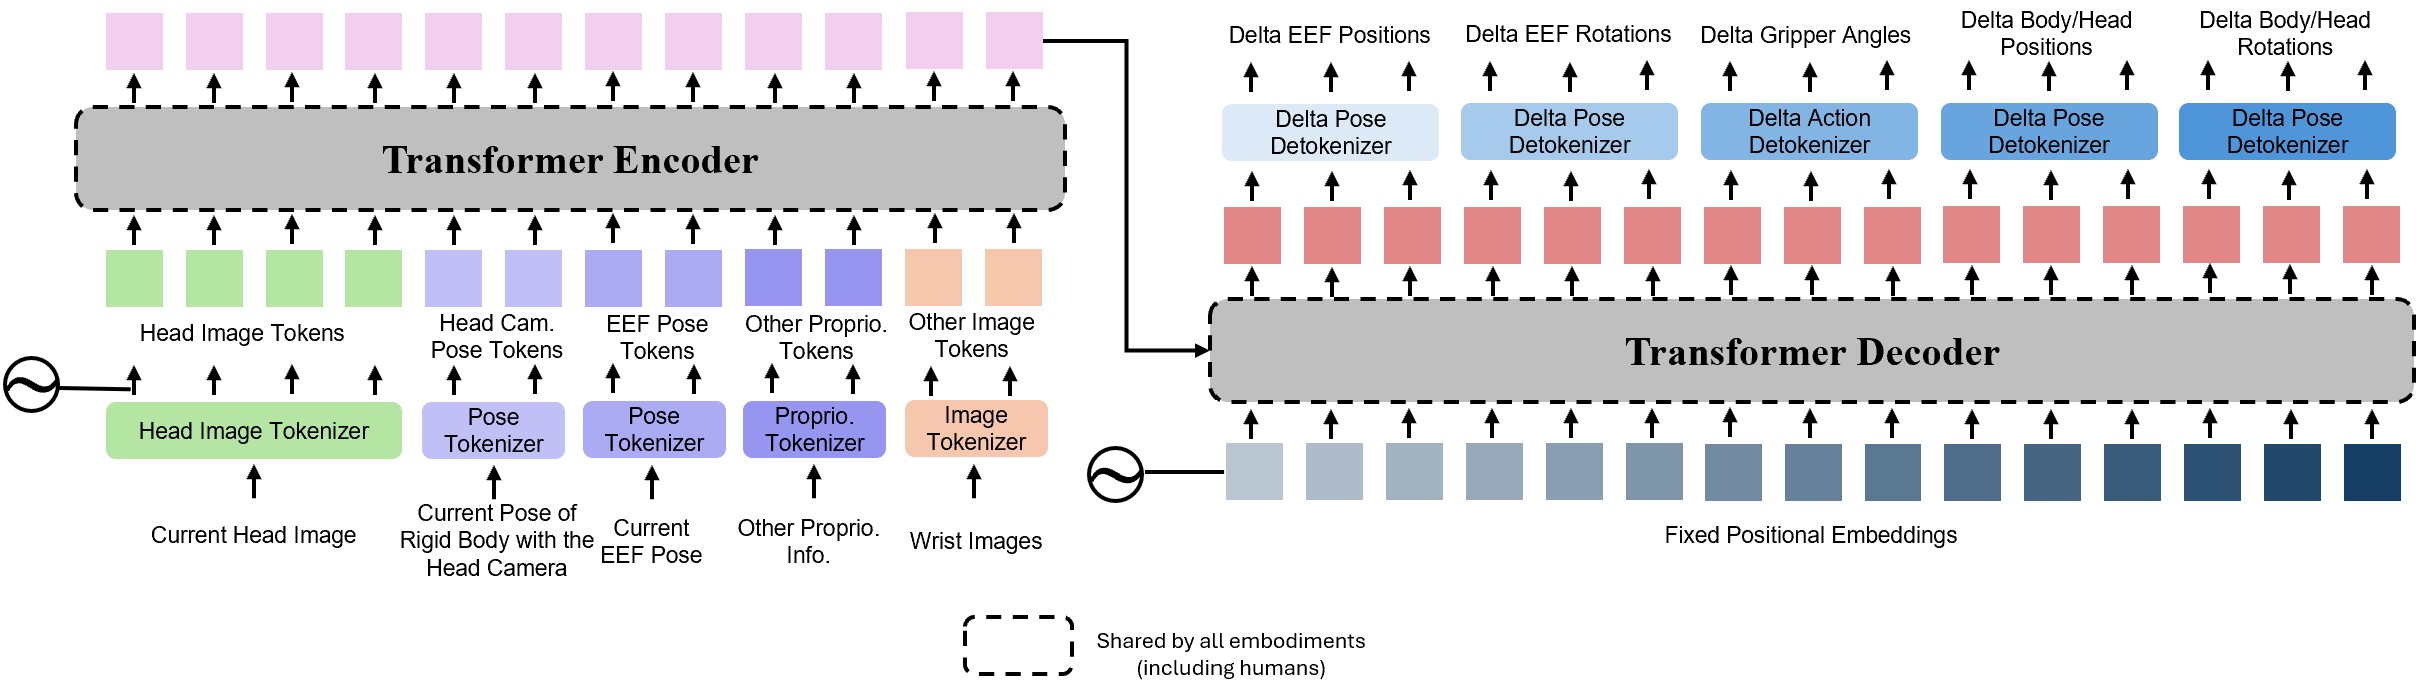 Transformer Encoder
Head Image Tokens
Head Cam.
Pose Tokens
EEF Pose
Tokens
Other Proprio.
Tokens
Other Image
Tokens
Head Image Tokenizer
Pose
Tokenizer
Pose
Tokenizer
Proprio.
Tokenizer
Image
Tokenizer
Current Head Image
Current Pose of
Rigid Body with the
Head Camera
Current
EEF Pose
Other Proprio.
Info.
Wrist Images
Delta EEF Positions
Delta EEF Rotations
Delta Gripper Angles
Delta Body/Head
Positions
Delta Body/Head
Rotations
Delta Pose
Detokenizer
Delta Pose
Detokenizer
Delta Action
Detokenizer
Delta Pose
Detokenizer
Delta Pose
Detokenizer
Transformer Decoder
Fixed Positional Embeddings
Shared by all embodiments
(including humans)